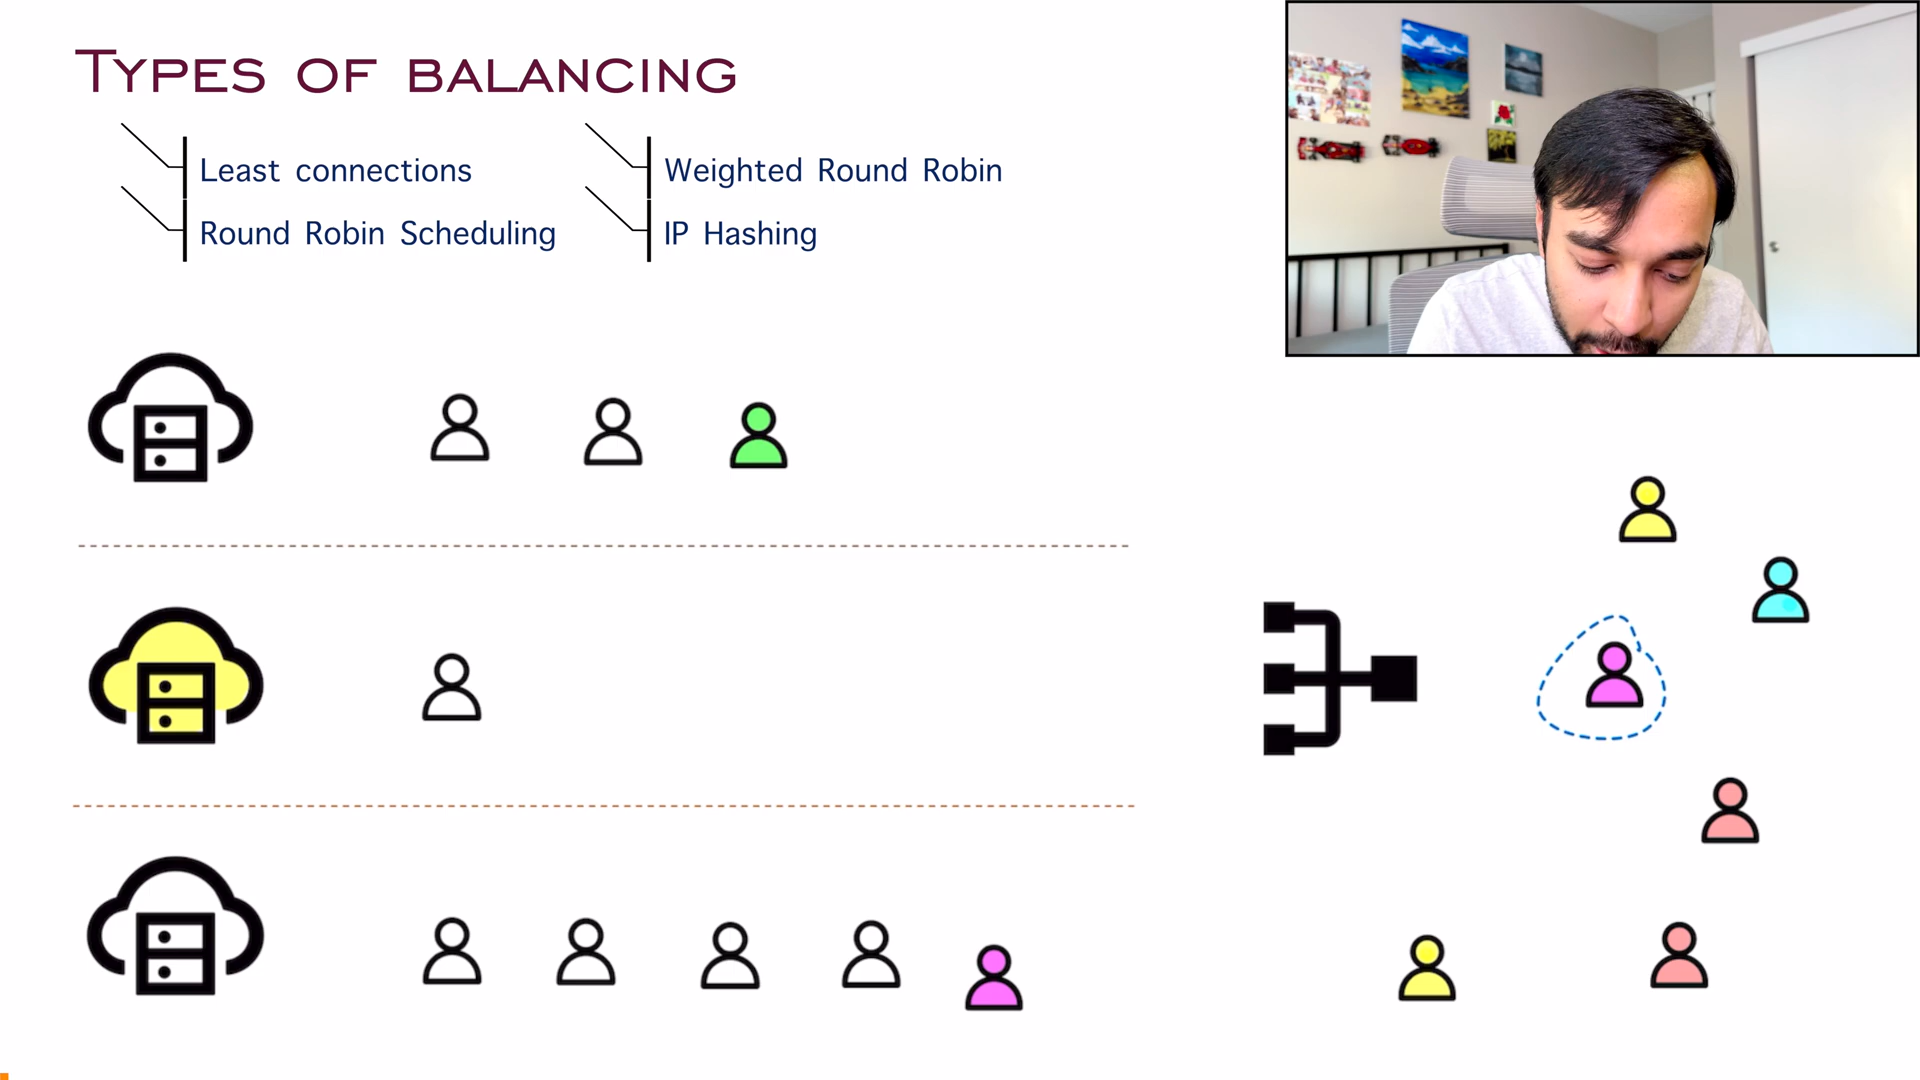 Types of balancing
Least connections
Round Robin Scheduling
Weighted Round Robin
IP Hashing